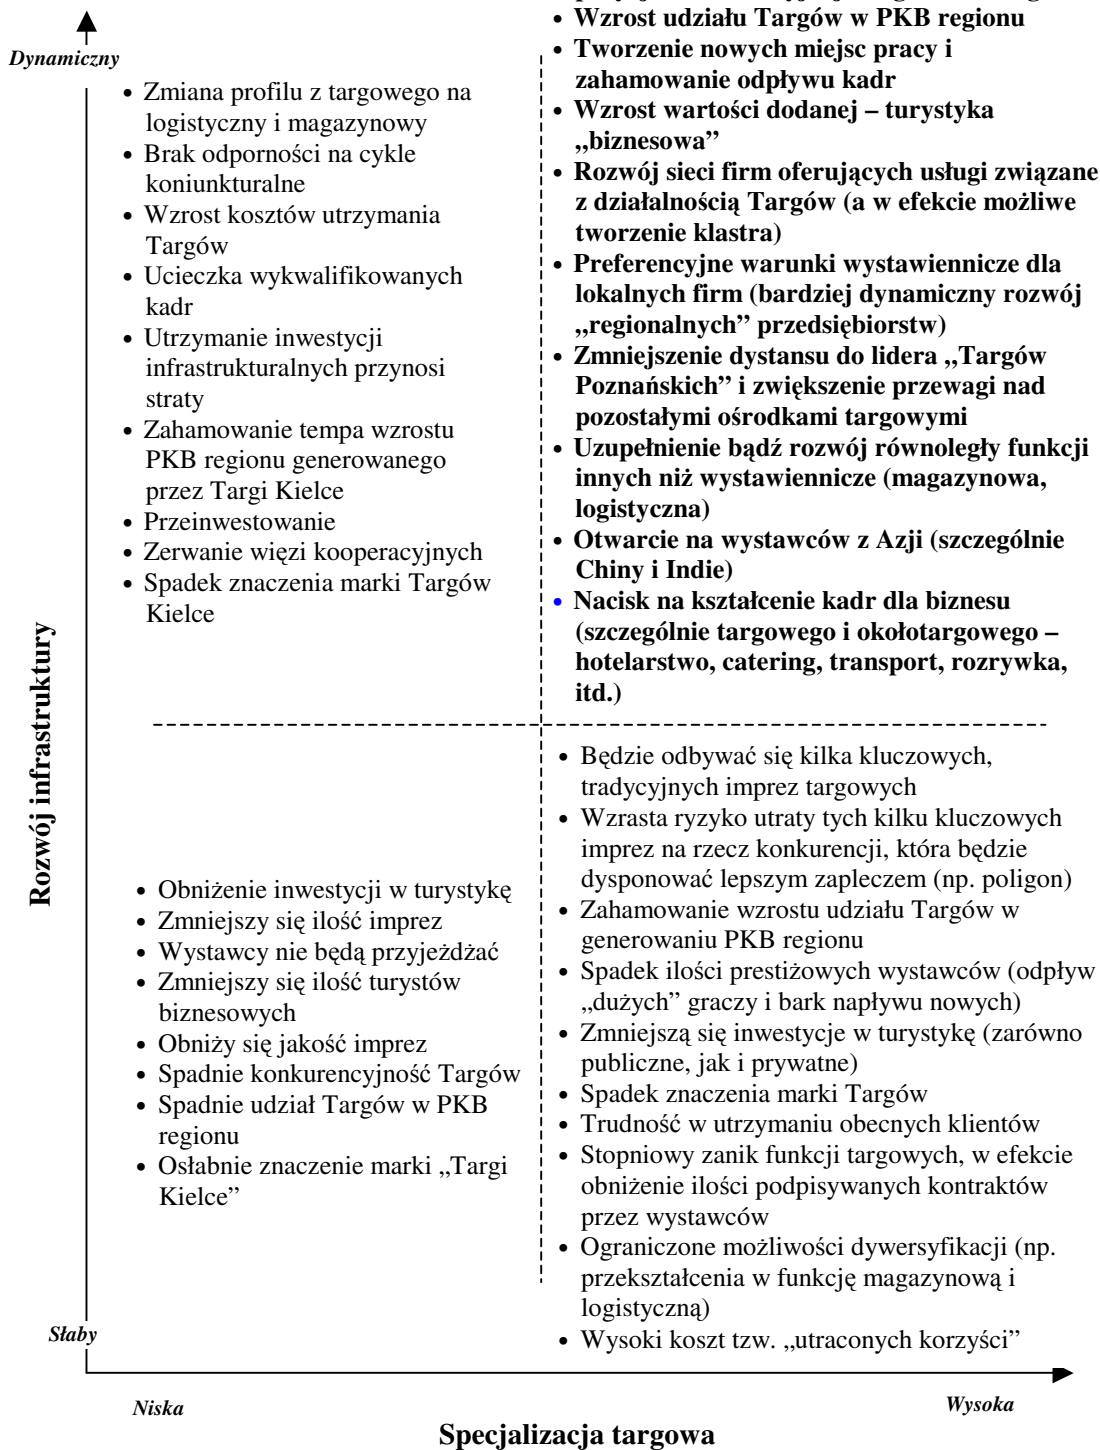 • Wzrost udziału Targów w PKB regionu
• Tworzenie nowych miejsc pracy i
zahamowanie odpływu kadr
• Wzrost wartości dodanej – turystyka
„biznesowa”
• Rozwój sieci firm oferujących usługi związane
z działalnością Targów (a w efekcie możliwe
tworzenie klastra)
• Preferencyjne warunki wystawiennicze dla
lokalnych firm (bardziej dynamiczny rozwój
„regionalnych” przedsiębiorstw)
• Zmniejszenie dystansu do lidera „Targów
Poznańskich” i zwiększenie przewagi nad
pozostałymi ośrodkami targowymi
• Uzupełnienie bądź rozwój równoległy funkcji
innych niż wystawiennicze (magazynowa,
logistyczna)
• Otwarcie na wystawców z Azji (szczególnie
Chiny i Indie)
• Nacisk na kształcenie kadr dla biznesu
(szczególnie targowego i okołotargowego –
hotelarstwo, catering, transport, rozrywka,
itd.)
Dynamiczny
• Zmiana profilu z targowego na
logistyczny i magazynowy
• Brak odporności na cykle
koniunkturalne
• Wzrost kosztów utrzymania
Targów
• Ucieczka wykwalifikowanych
kadr
• Utrzymanie inwestycji
infrastrukturalnych przynosi
straty
• Zahamowanie tempa wzrostu
PKB regionu generowanego
przez Targi Kielce
• Przeinwestowanie
• Zerwanie więzi kooperacyjnych
• Spadek znaczenia marki Targów
Kielce
Rozwój infrastruktury
• Obniżenie inwestycji w turystykę
• Zmniejszy się ilość imprez
• Wystawcy nie będą przyjeżdżać
• Zmniejszy się ilość turystów
biznesowych
• Obniży się jakość imprez
• Spadnie konkurencyjność Targów
• Spadnie udział Targów w PKB
regionu
• Osłabnie znaczenie marki „Targi
Kielce”
• Będzie odbywać się kilka kluczowych,
tradycyjnych imprez targowych
• Wzrasta ryzyko utraty tych kilku kluczowych
imprez na rzecz konkurencji, która będzie
dysponować lepszym zapleczem (np. poligon)
• Zahamowanie wzrostu udziału Targów w
generowaniu PKB regionu
• Spadek ilości prestiżowych wystawców (odpływ
„dużych” graczy i bark napływu nowych)
• Zmniejszą się inwestycje w turystykę (zarówno
publiczne, jak i prywatne)
• Spadek znaczenia marki Targów
• Trudność w utrzymaniu obecnych klientów
• Stopniowy zanik funkcji targowych, w efekcie
obniżenie ilości podpisywanych kontraktów
przez wystawców
• Ograniczone możliwości dywersyfikacji (np.
przekształcenia w funkcję magazynową i
logistyczną)
• Wysoki koszt tzw. „utraconych korzyści”
Słaby
Niska
Wysoka
Specjalizacja targowa